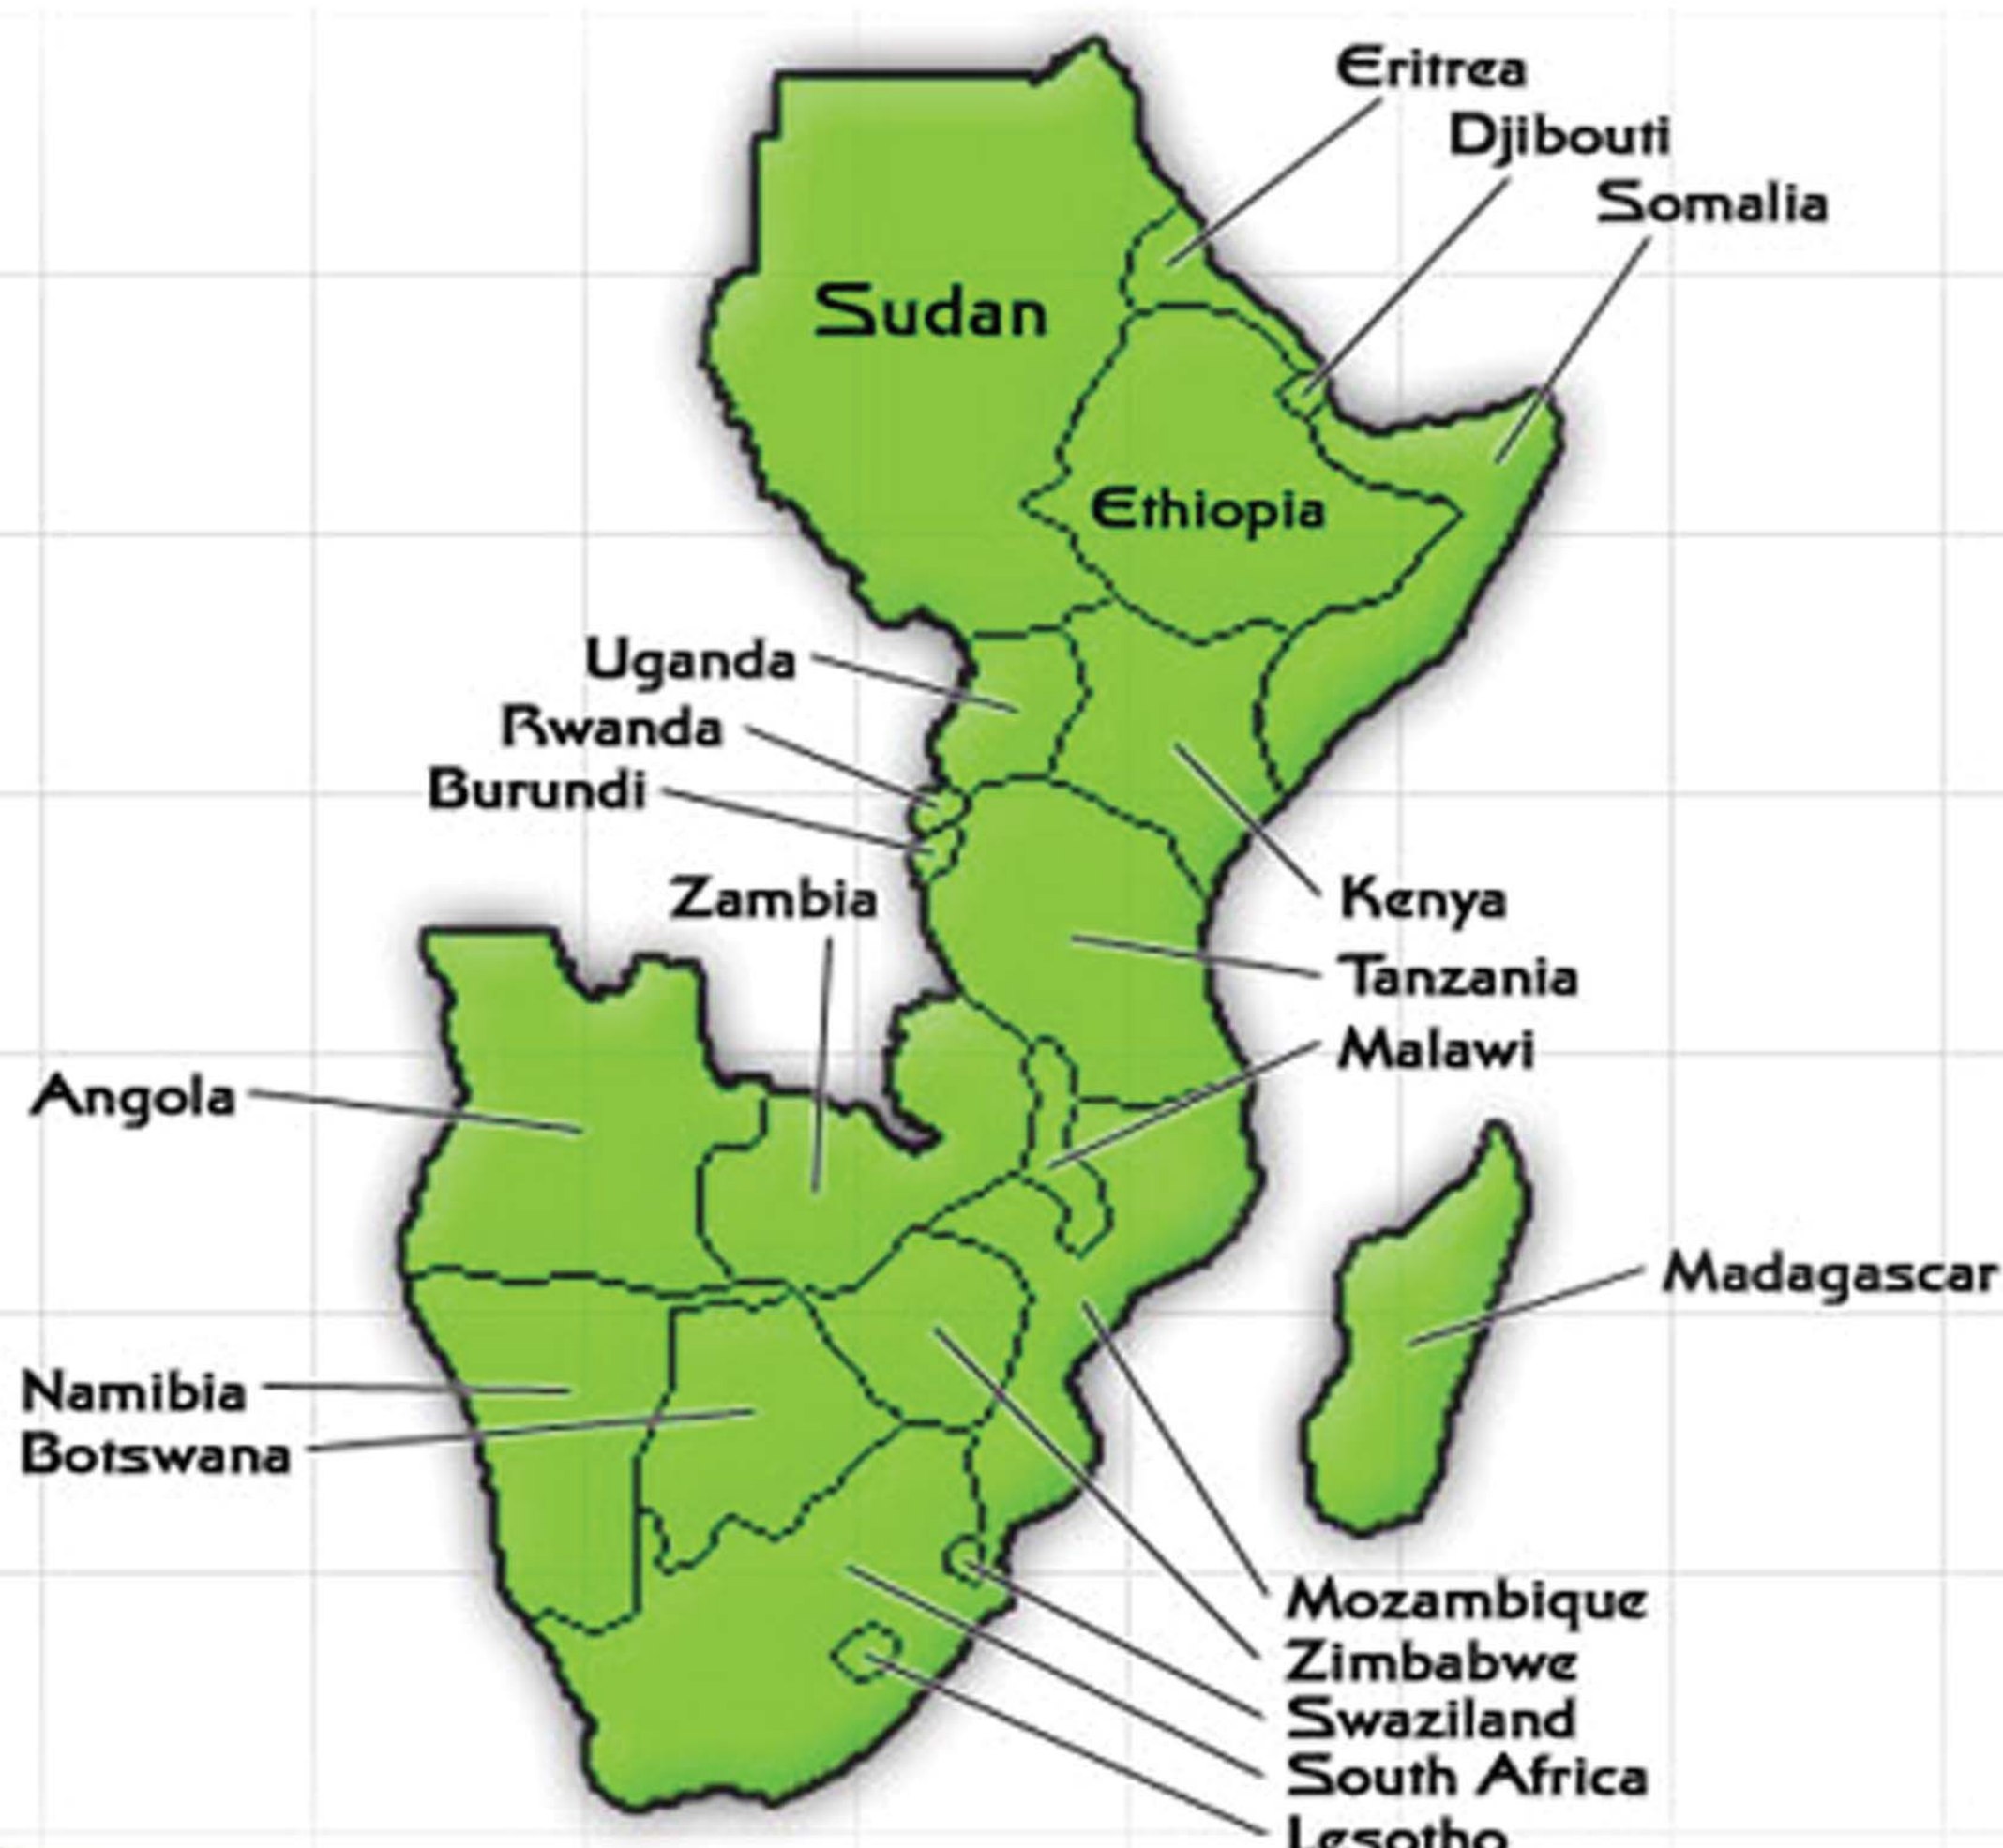 Eritrea
Djibouti
Somalia
Sudan
Ethiopia
Uganda
Rwanda
Burundi
Zambia
Kenya
Tanzania
Malawi
Angola
Madagascar
Namibia
Botswana
Mozambique
Zimbabwe
Swaziland
South Africa
Lesotho